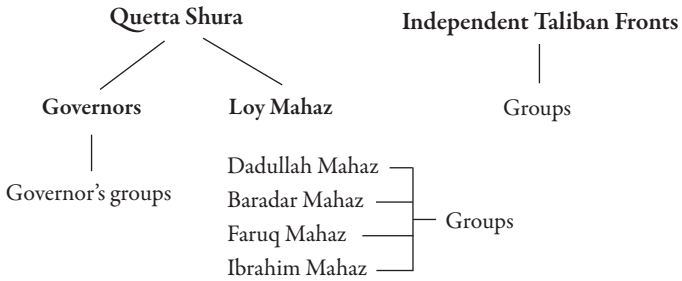 Quetta Shura
Independent Taliban Fronts
Governors
Loy Mahaz
Groups
Governor’s groups
Dadullah Mahaz
Baradar Mahaz
Faruq Mahaz
Ibrahim Mahaz
Groups